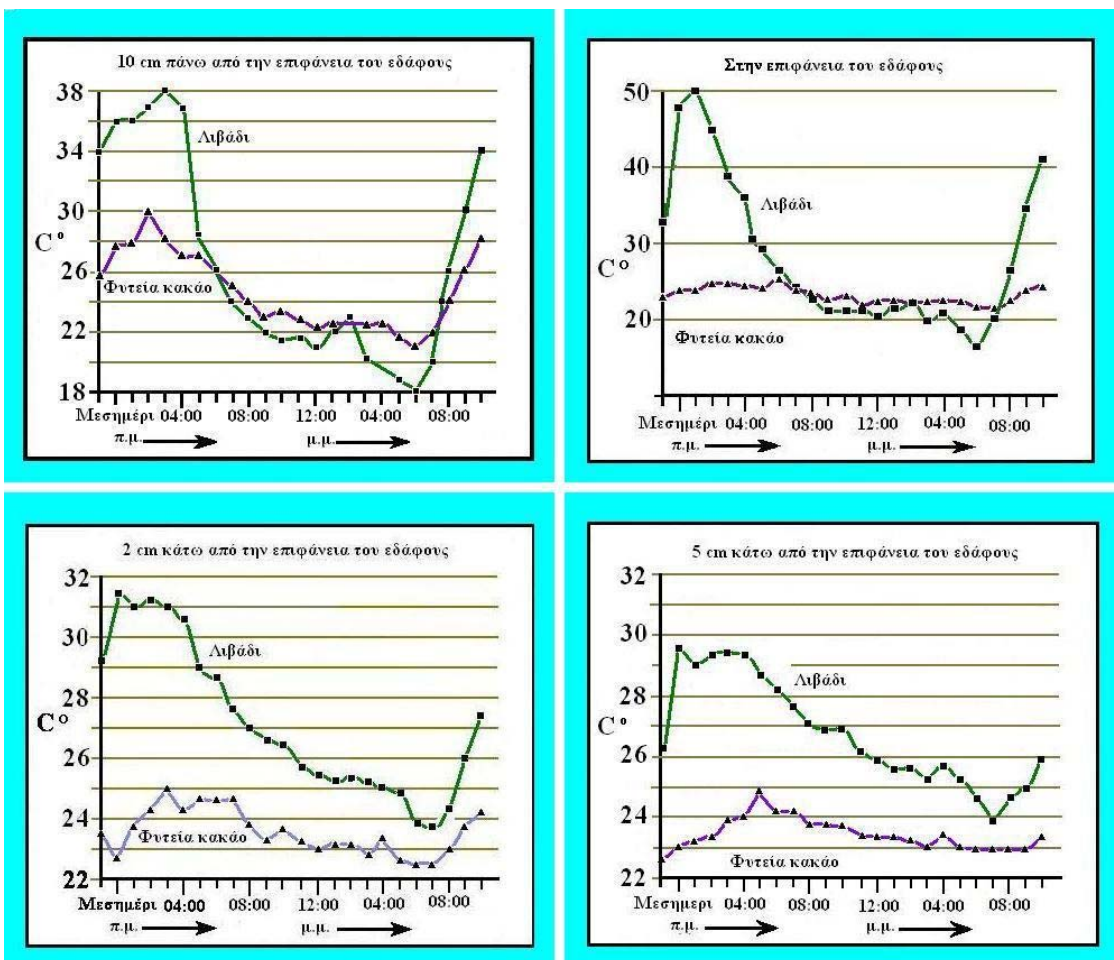 10 cm πάνω από την επιφάνεια του εδάφους
38
34
30
26
22
18
C°
Λιβάδι
Φυτεία κακάο
Μεσημέρι 04:00 08:00 12:00 04:00 08:00
π.μ. μ.μ.
Στην επιφάνεια του εδάφους
50
40
30
20
C°
Λιβάδι
Φυτεία κακάο
Μεσημέρι 04:00 08:00 12:00 04:00 08:00
π.μ. μ.μ.
2 cm κάτω από την επιφάνεια του εδάφους
32
30
28
26
24
22
C°
Λιβάδι
Φυτεία κακάο
Μεσημέρι 04:00 08:00 12:00 04:00 08:00
π.μ. μ.μ.
5 cm κάτω από την επιφάνεια του εδάφους
32
30
28
26
24
22
C°
Λιβάδι
Φυτεία κακάο
Μεσημέρι 04:00 08:00 12:00 04:00 08:00
π.μ. μ.μ.